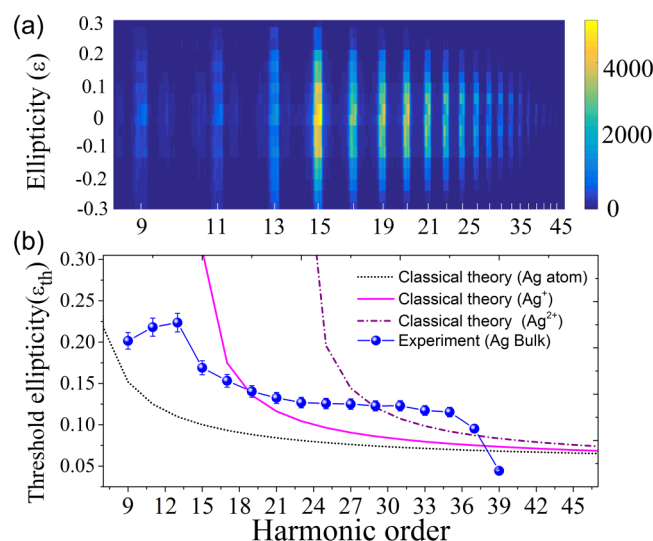 (a)
0.3
0.2
0.1
0
-0.1
-0.2
-0.3
Ellipticity (ε)
9 11 13 15 19 21 25 35 45
4000
2000
0
(b)
0.30
0.25
0.20
0.15
0.10
0.05
Threshold ellipticity(εth)
Classical theory (Ag atom)
Classical theory (Ag+)
Classical theory (Ag2+)
Experiment (Ag Bulk)
9 12 15 18 21 24 27 30 33 36 39 42 45
Harmonic order